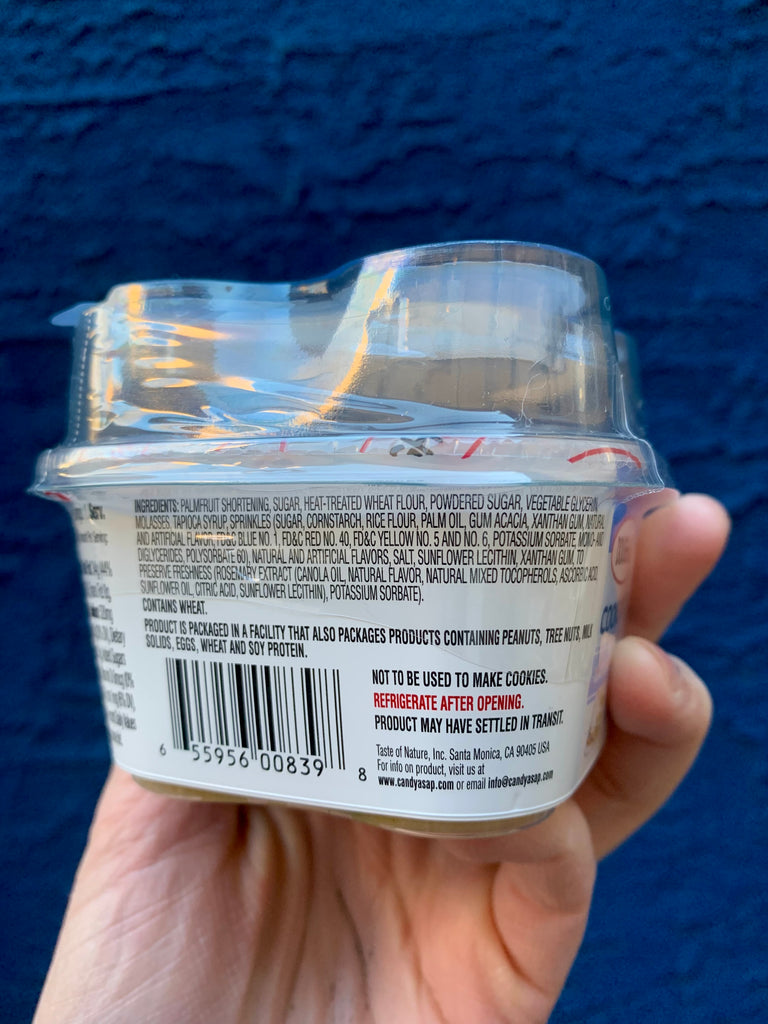 INGREDIENTS: PALMFRUIT SHORTENING, SUGAR, HEAT-TREATED WHEAT FLOUR, POWDERED SUGAR, VEGETABLE GLYCERIN,
MOLASSES, TAPIOCA SYRUP, SPRINKLES (SUGAR, CORNSTARCH, RICE FLOUR, PALM OIL, GUM ACACIA, XANTHAN GUM, NATURAL
AND ARTIFICIAL FLAVOR, FD&C BLUE NO. 1, FD&C RED NO. 40, FD&C YELLOW NO. 5 AND NO. 6, POTASSIUM SORBATE, MONO- AND
DIGLYCERIDES, POLYSORBATE 60), NATURAL AND ARTIFICIAL FLAVORS, SALT, SUNFLOWER LECITHIN, XANTHAN GUM, TO
PRESERVE FRESHNESS (ROSEMARY EXTRACT (CANOLA OIL, NATURAL FLAVOR, NATURAL MIXED TOCOPHEROLS, ASCORBIC ACID,
SUNFLOWER OIL, CITRIC ACID, SUNFLOWER LECITHIN), POTASSIUM SORBATE).
CONTAINS WHEAT.
PRODUCT IS PACKAGED IN A FACILITY THAT ALSO PACKAGES PRODUCTS CONTAINING PEANUTS, TREE NUTS, MILK
SOLIDS, EGGS, WHEAT AND SOY PROTEIN.
NOT TO BE USED TO MAKE COOKIES.
REFRIGERATE AFTER OPENING.
PRODUCT MAY HAVE SETTLED IN TRANSIT.
Taste of Nature, Inc. Santa Monica, CA 90405 USA
For info on product, visit us at
www.candyasap.com or email info@candyasap.com
6 55956 00839 8